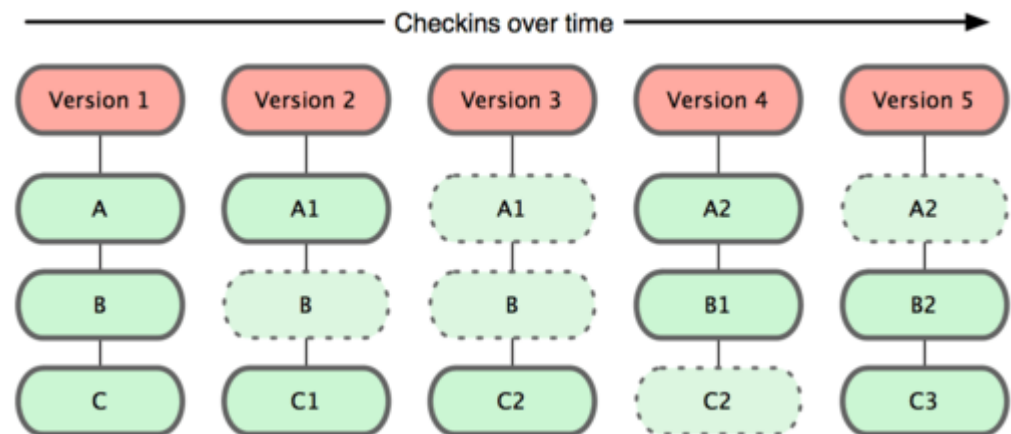 Checkins over time
Version 1 Version 2 Version 3 Version 4 Version 5
A A1 A1 A2 A2
B B B B1 B2
C C1 C2 C2 C3